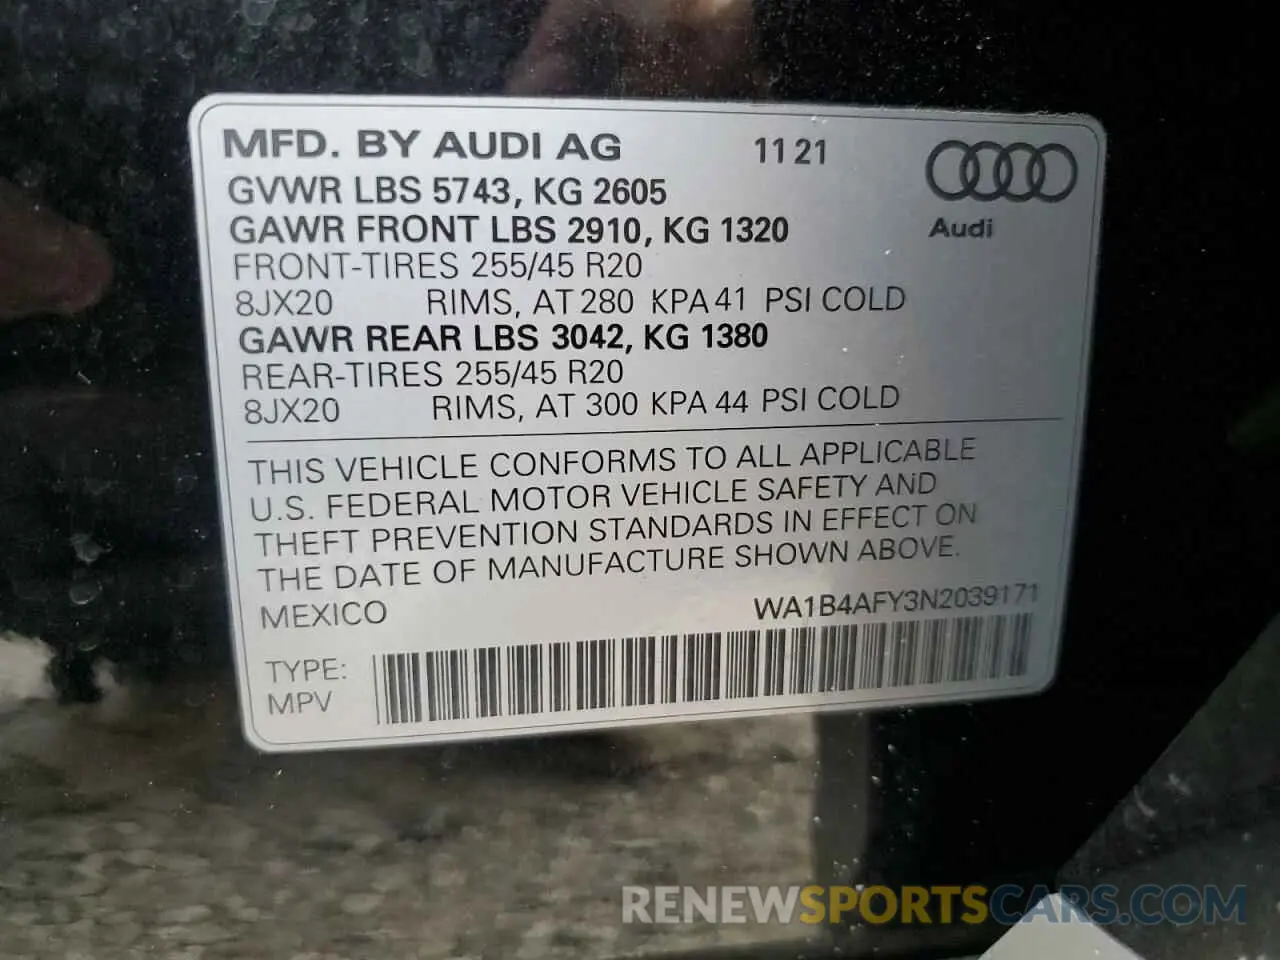 MFD. BY AUDI AG 11 21
GVWR LBS 5743, KG 2605
GAWR FRONT LBS 2910, KG 1320
Audi
FRONT-TIRES 255/45 R20
8JX20 RIMS, AT 280 KPA 41 PSI COLD
GAWR REAR LBS 3042, KG 1380
REAR-TIRES 255/45 R20
8JX20 RIMS, AT 300 KPA 44 PSI COLD
THIS VEHICLE CONFORMS TO ALL APPLICABLE
U.S. FEDERAL MOTOR VEHICLE SAFETY AND
THEFT PREVENTION STANDARDS IN EFFECT ON
THE DATE OF MANUFACTURE SHOWN ABOVE.
MEXICO WA1B4AFY3N2039171
TYPE:
MPV
RENEWSPORTSCARS.COM